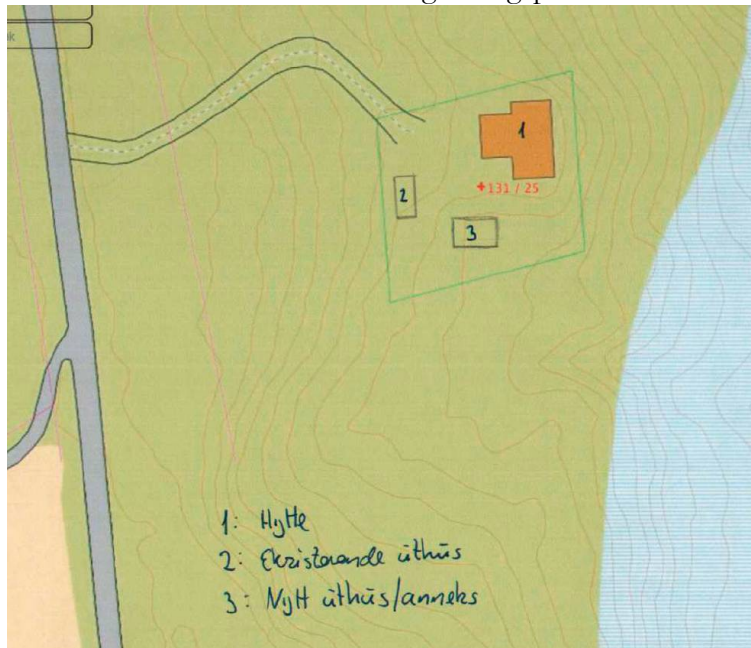 1
2
131 / 25
3
1: Hytte
2: Eksisterande uthus
3: Nytt uthus/anneks